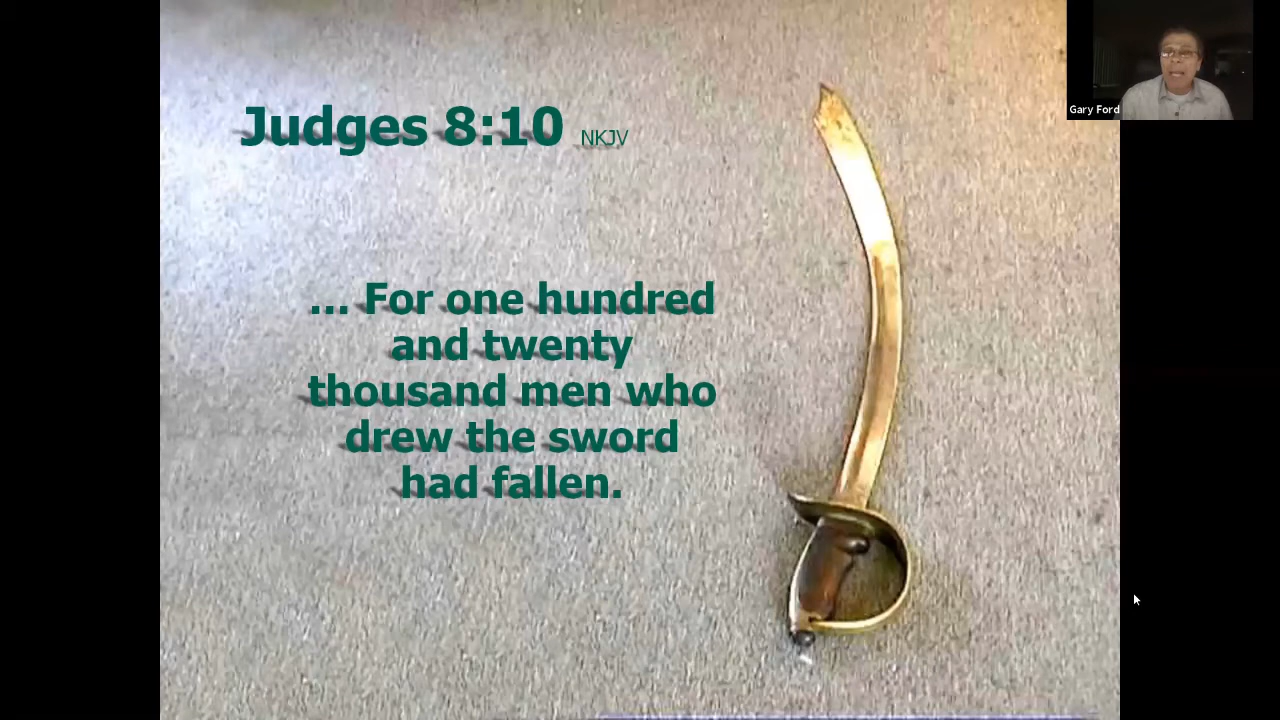 Judges 8:10 NKJV
Gary Ford
... For one hundred
and twenty
thousand men who
drew the sword
had fallen.